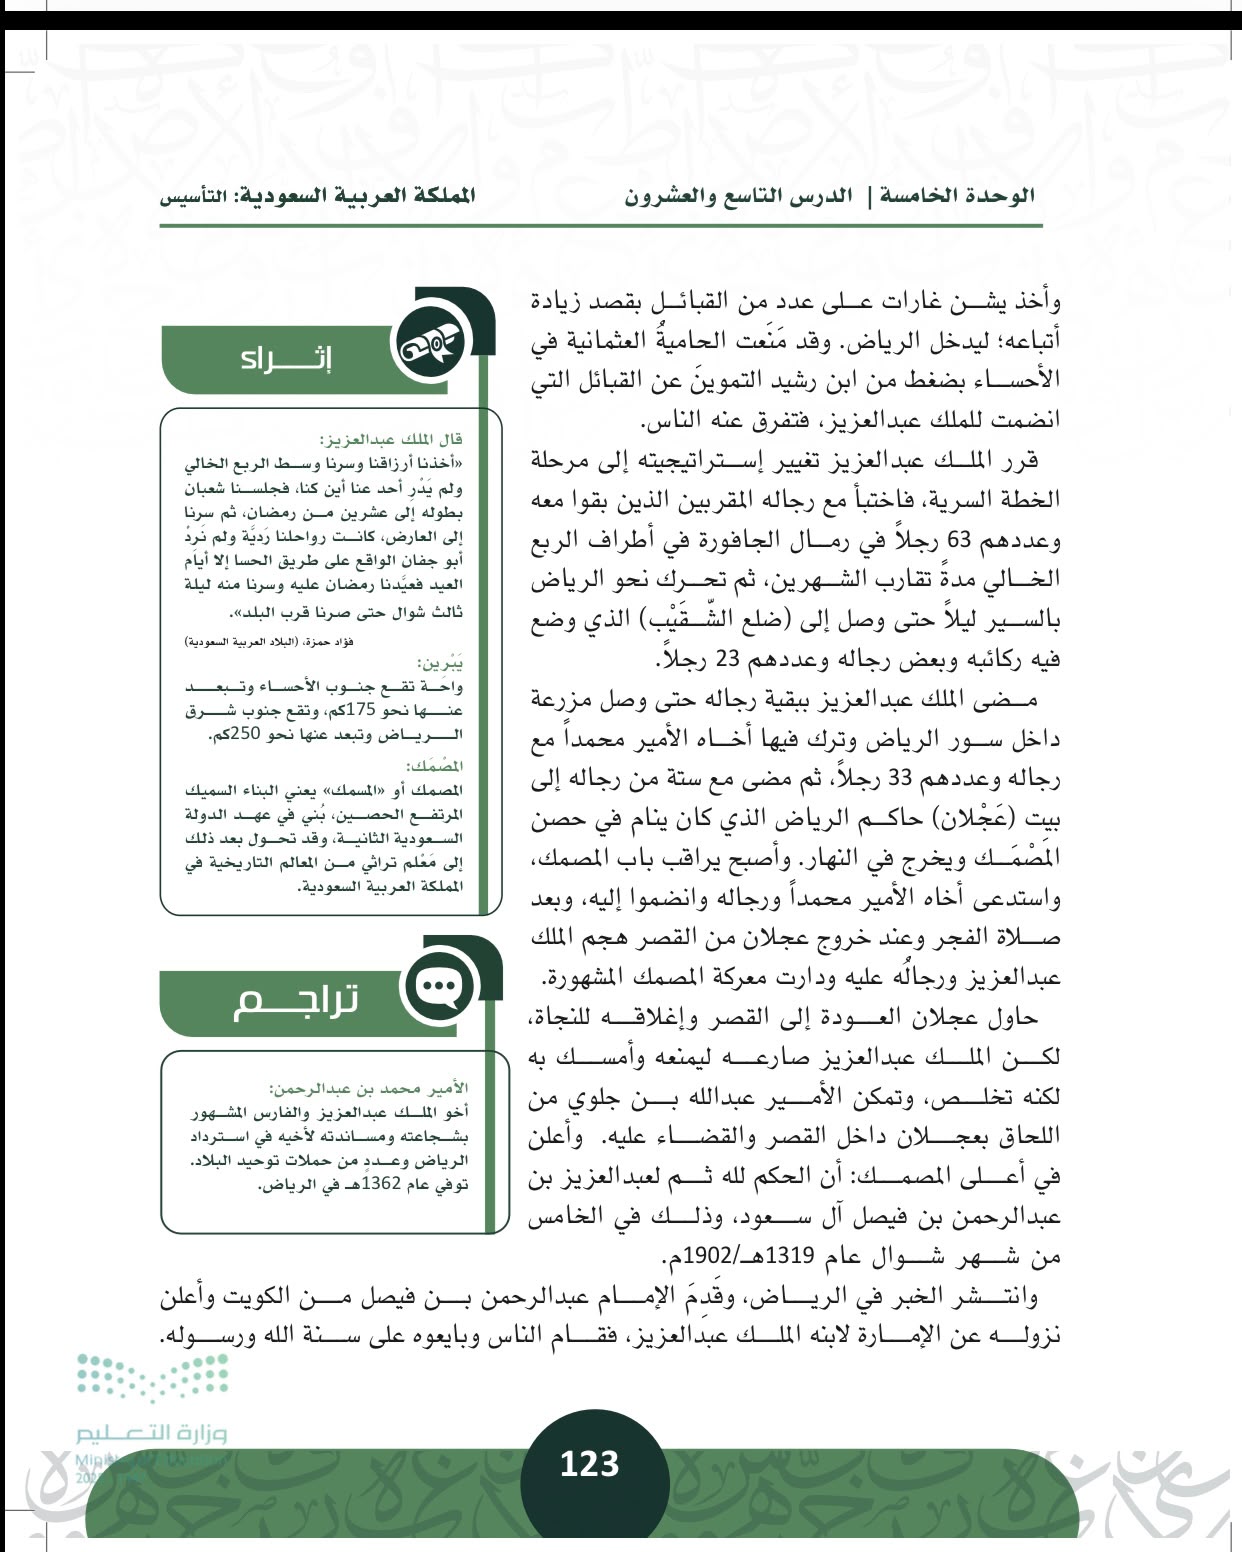 الوحدة الخامسة | الدرس التاسع والعشرون
المملكة العربية السعودية: التأسيس
وأخذ يشن غارات على عدد من القبائل بقصد زيادة
أتباعه؛ ليدخل الرياض. وقد مَنَعت الحاميةُ العثمانية في
الأحساء بضغط من ابن رشيد التموينَ عن القبائل التي
انضمت للملك عبدالعزيز، فتفرق عنه الناس.
قرر الملك عبدالعزيز تغيير إستراتيجيته إلى مرحلة
الخطة السرية، فاختبأ مع رجاله المقربين الذين بقوا معه
وعددهم 63 رجلاً في رمال الجافورة في أطراف الربع
الخالي مدةً تقارب الشهرين، ثم تحرك نحو الرياض
بالسير ليلاً حتى وصل إلى (ضلع الشّقَيْب) الذي وضع
فيه ركائبه وبعض رجاله وعددهم 23 رجلاً.
مضى الملك عبدالعزيز ببقية رجاله حتى وصل مزرعة
داخل سور الرياض وترك فيها أخاه الأمير محمداً مع
رجاله وعددهم 33 رجلاً، ثم مضى مع ستة من رجاله إلى
بيت (عَجْلان) حاكم الرياض الذي كان ينام في حصن
المَصْمَك ويخرج في النهار. وأصبح يراقب باب المصمك،
واستدعى أخاه الأمير محمداً ورجاله وانضموا إليه، وبعد
صلاة الفجر وعند خروج عجلان من القصر هجم الملك
عبدالعزيز ورجالُه عليه ودارت معركة المصمك المشهورة.
حاول عجلان العودة إلى القصر وإغلاقه للنجاة،
لكن الملك عبدالعزيز صارعه ليمنعه وأمسك به
لكنه تخلص، وتمكن الأمير عبدالله بن جلوي من
اللحاق بعجلان داخل القصر والقضاء عليه. وأعلن
في أعلى المصمك: أن الحكم لله ثم لعبدالعزيز بن
عبدالرحمن بن فيصل آل سعود، وذلك في الخامس
من شهر شوال عام 1319هـ/1902م.
وانتشر الخبر في الرياض، وقَدِمَ الإمام عبدالرحمن بن فيصل من الكويت وأعلن
نزوله عن الإمارة لابنه الملك عبدالعزيز، فقام الناس وبايعوه على سنة الله ورسوله.
إثراء
قال الملك عبدالعزيز:
«أخذنا أرزاقنا وسرنا وسط الربع الخالي
ولم يَدْرِ أحد عنا أين كنا، فجلسنا شعبان
بطوله إلى عشرين من رمضان، ثم سرنا
إلى العارض، كانت رواحلنا رَديَّة ولم نَردْ
أبو جفان الواقع على طريق الحسا إلا أيام
العيد فعيَّدنا رمضان عليه وسرنا منه ليلة
ثالث شوال حتى صرنا قرب البلد».
فؤاد حمزة، (البلاد العربية السعودية)
يَبْرين:
واحة تقع جنوب الأحساء وتبعد
عنها نحو 175كم، وتقع جنوب شرق
الرياض وتبعد عنها نحو 250كم.
المَصْمَك:
المصمك أو «المسمك» يعني البناء السميك
المرتفع الحصين، بُني في عهد الدولة
السعودية الثانية، وقد تحول بعد ذلك
إلى مَعْلم تراثي من المعالم التاريخية في
المملكة العربية السعودية.
تراجم
الأمير محمد بن عبدالرحمن:
أخو الملك عبدالعزيز والفارس المشهور
بشجاعته ومساندته لأخيه في استرداد
الرياض وعددٍ من حملات توحيد البلاد.
توفي عام 1362هـ في الرياض.
وزارة التعليم
123